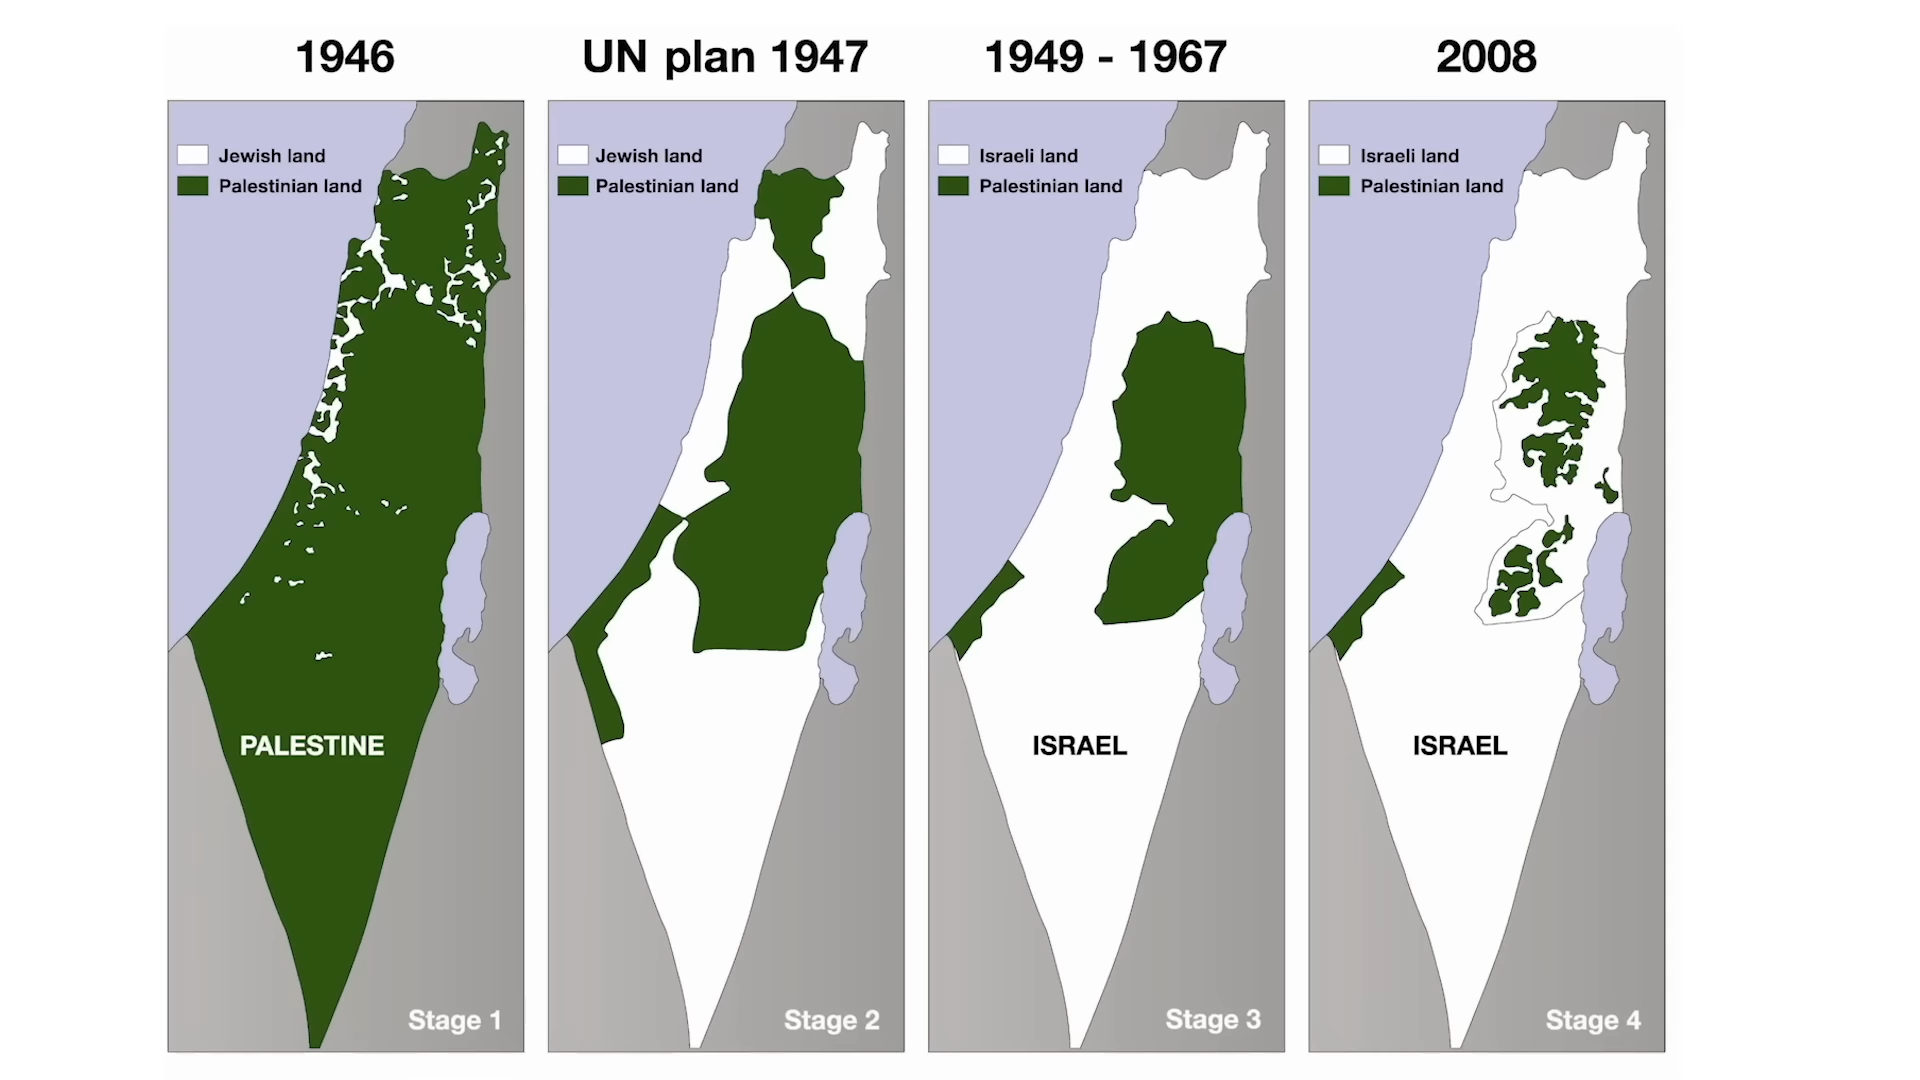 1946
Jewish land
Palestinian land
PALESTINE
Stage 1
UN plan 1947
Jewish land
Palestinian land
Stage 2
1949 - 1967
Israeli land
Palestinian land
ISRAEL
Stage 3
2008
Israeli land
Palestinian land
ISRAEL
Stage 4